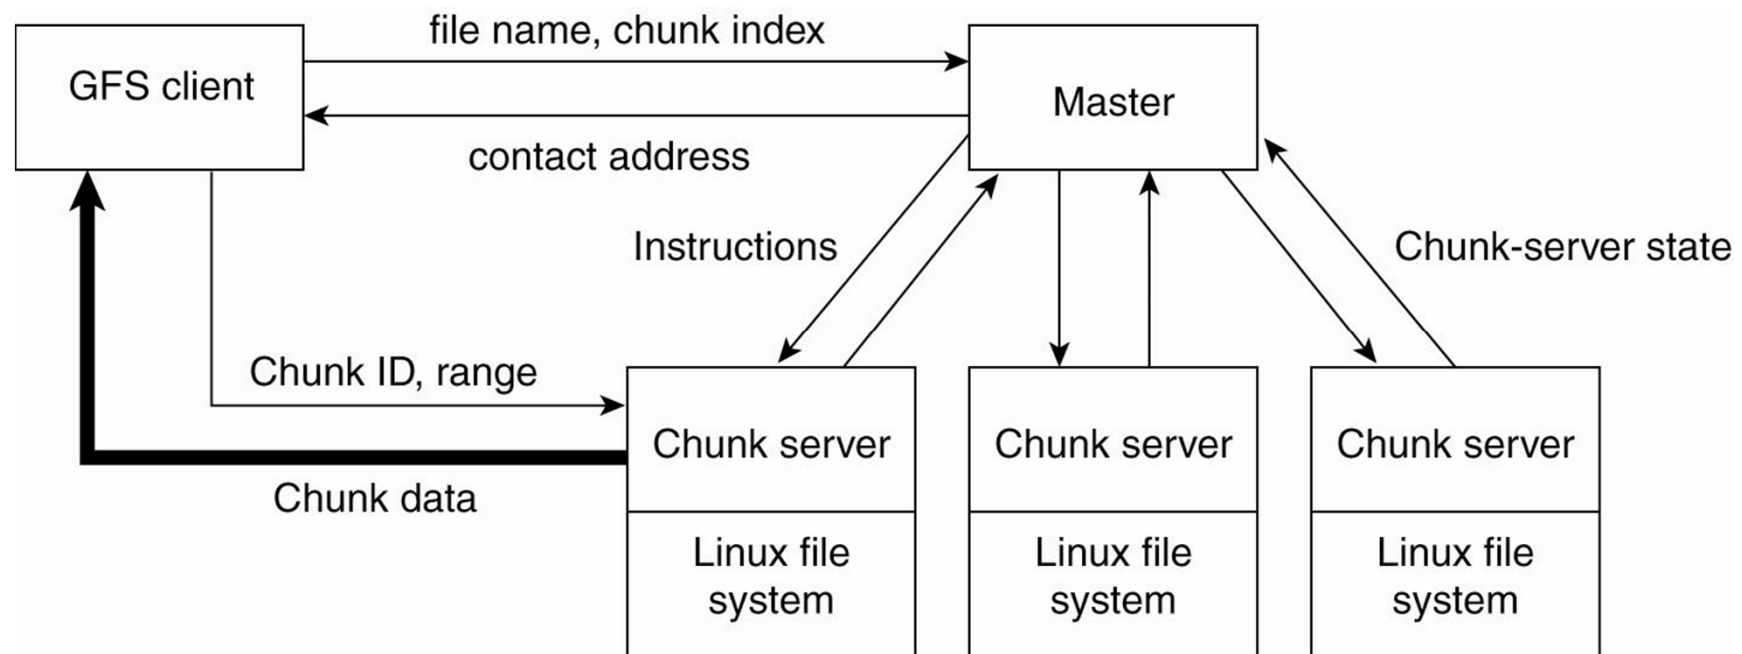 file name, chunk index
GFS client
Master
contact address
Instructions
Chunk-server state
Chunk ID, range
Chunk server
Chunk server
Chunk server
Chunk data
Linux file
system
Linux file
system
Linux file
system